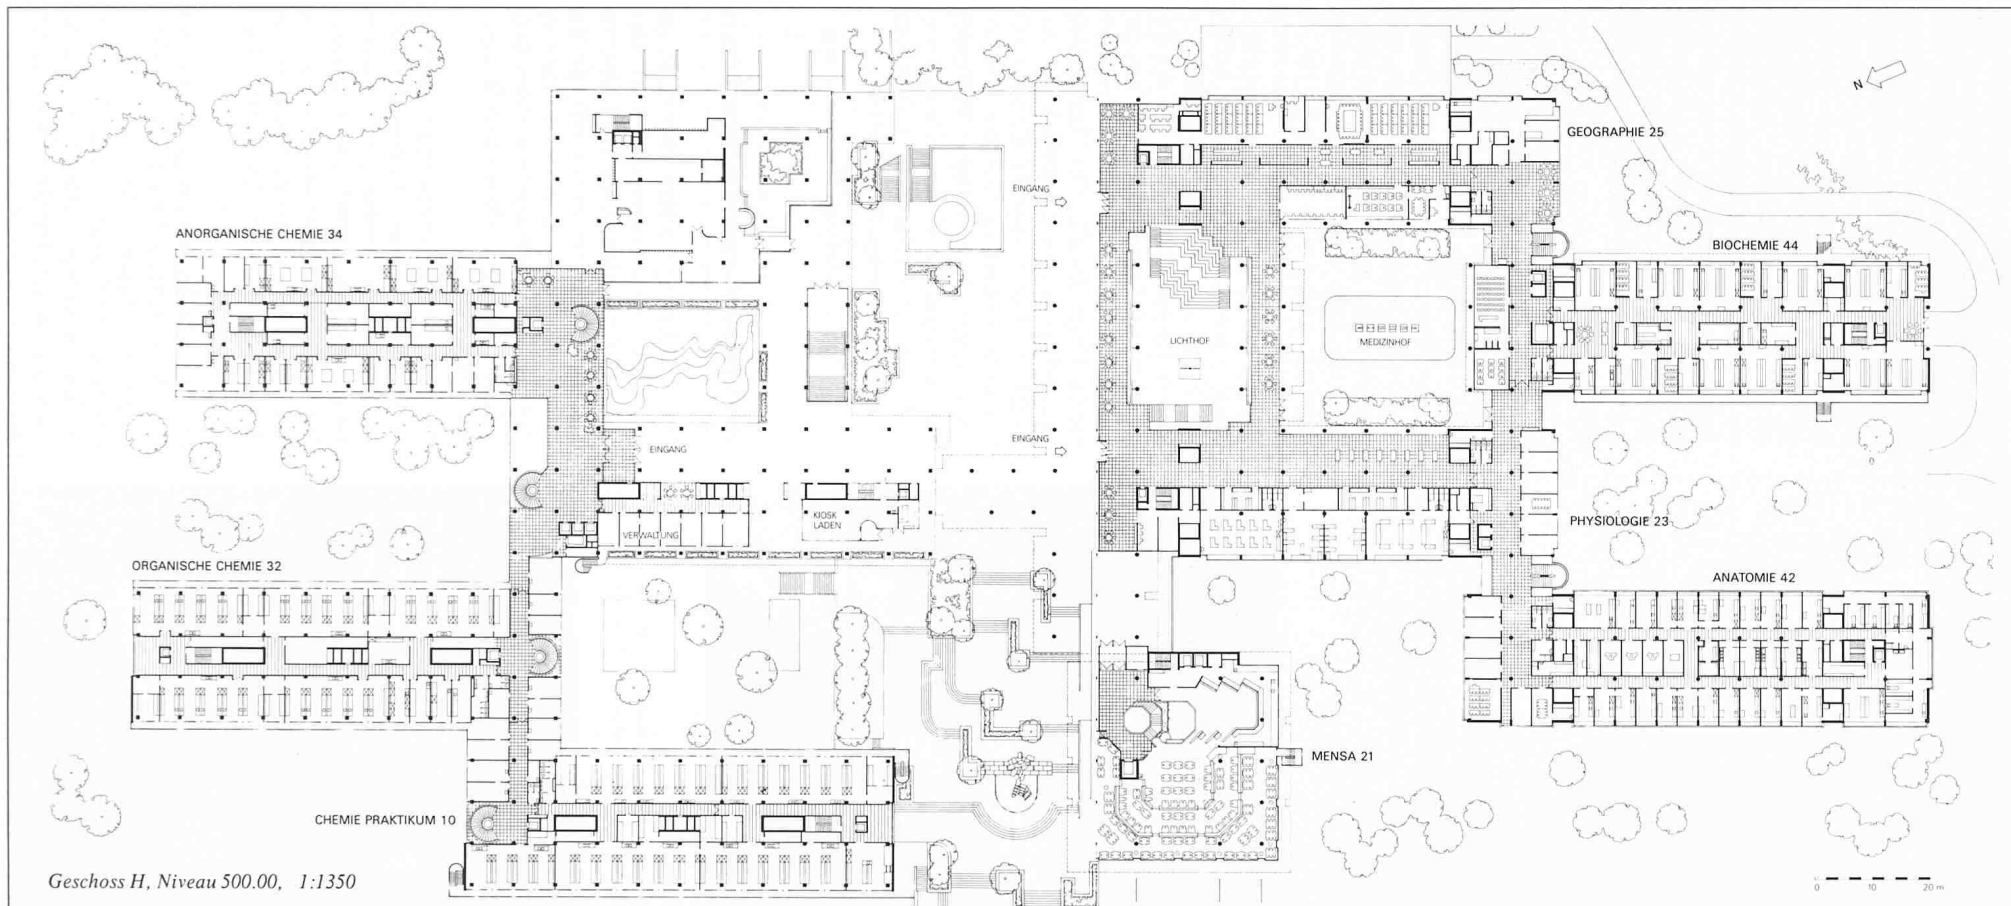 N
GEOGRAPHIE 25
EINGANG
ANORGANISCHE CHEMIE 34
BIOCHEMIE 44
LICHTHOF
MEDIZINHOF
EINGANG
EINGANG
KIOSK
LADEN
VERWALTUNG
PHYSIOLOGIE 23
ORGANISCHE CHEMIE 32
ANATOMIE 42
MENSA 21
CHEMIE PRAKTIKUM 10
Geschoss H, Niveau 500.00, 1:1350
0 10 20 m